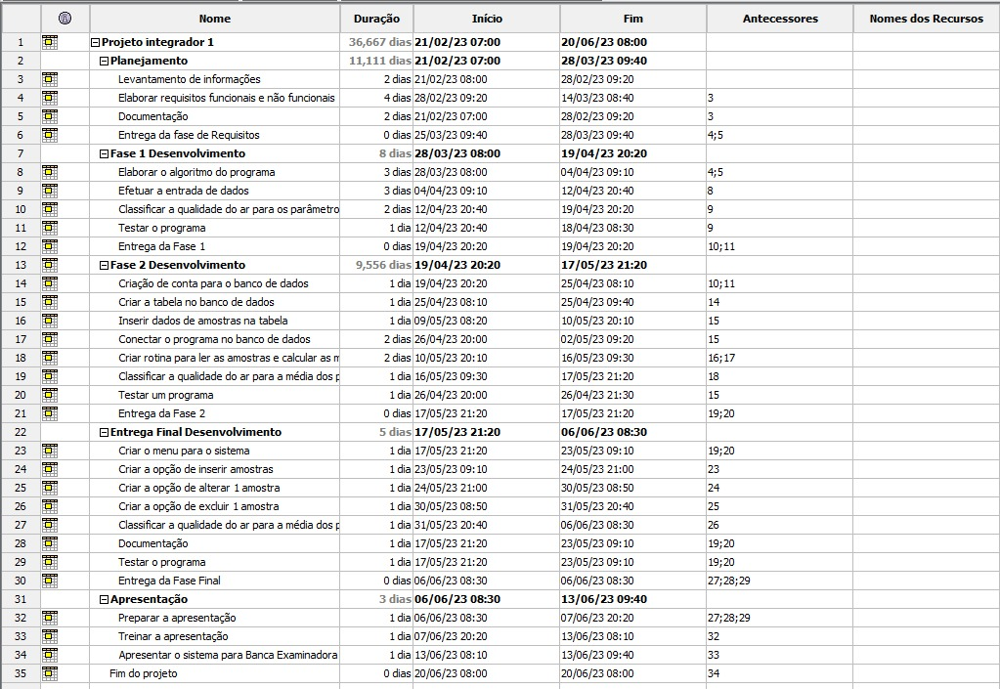 Nome Duração Início Fim Antecessores Nomes dos Recursos
1 Projeto integrador 1 36,667 dias 21/02/23 07:00 20/06/23 08:00
2 Planejamento 11,111 dias 21/02/23 07:00 28/03/23 09:40
3 Levantamento de informações 2 dias 21/02/23 08:00 28/02/23 09:20
4 Elaborar requisitos funcionais e não funcionais 4 dias 28/02/23 09:20 14/03/23 08:40 3
5 Documentação 2 dias 21/02/23 07:00 28/02/23 09:20 3
6 Entrega da fase de Requisitos 0 dias 25/03/23 09:40 28/03/23 09:40 4;5
7 Fase 1 Desenvolvimento 8 dias 28/03/23 08:00 19/04/23 20:20
8 Elaborar o algoritmo do programa 3 dias 28/03/23 08:00 04/04/23 09:10 4;5
9 Efetuar a entrada de dados 3 dias 04/04/23 09:10 12/04/23 20:40 8
10 Classificar a qualidade do ar para os parâmetro 2 dias 12/04/23 20:40 19/04/23 20:20 9
11 Testar o programa 1 dia 12/04/23 20:40 18/04/23 08:30 9
12 Entrega da Fase 1 0 dias 19/04/23 20:20 19/04/23 20:20 10;11
13 Fase 2 Desenvolvimento 9,556 dias 19/04/23 20:20 17/05/23 21:20
14 Criação de conta para o banco de dados 1 dia 19/04/23 20:20 25/04/23 08:10 10;11
15 Criar a tabela no banco de dados 1 dia 25/04/23 08:10 25/04/23 09:40 14
16 Inserir dados de amostras na tabela 1 dia 09/05/23 08:20 10/05/23 20:10 15
17 Conectar o programa no banco de dados 2 dias 26/04/23 20:00 02/05/23 09:20 15
18 Criar rotina para ler as amostras e calcular as m 2 dias 10/05/23 20:10 16/05/23 09:30 16;17
19 Classificar a qualidade do ar para a média dos p 1 dia 16/05/23 09:30 17/05/23 21:20 18
20 Testar um programa 1 dia 26/04/23 20:00 26/04/23 21:30 15
21 Entrega da Fase 2 0 dias 17/05/23 21:20 17/05/23 21:20 19;20
22 Entrega Final Desenvolvimento 5 dias 17/05/23 21:20 06/06/23 08:30
23 Criar o menu para o sistema 1 dia 17/05/23 21:20 23/05/23 09:10 19;20
24 Criar a opção de inserir amostras 1 dia 23/05/23 09:10 24/05/23 21:00 23
25 Criar a opção de alterar 1 amostra 1 dia 24/05/23 21:00 30/05/23 08:50 24
26 Criar a opção de excluir 1 amostra 1 dia 30/05/23 08:50 31/05/23 20:40 25
27 Classificar a qualidade do ar para a média dos p 1 dia 31/05/23 20:40 06/06/23 08:30 26
28 Documentação 1 dia 17/05/23 21:20 23/05/23 09:10 19;20
29 Testar o programa 1 dia 17/05/23 21:20 23/05/23 09:10 19;20
30 Entrega da Fase Final 0 dias 06/06/23 08:30 06/06/23 08:30 27;28;29
31 Apresentação 3 dias 06/06/23 08:30 13/06/23 09:40
32 Preparar a apresentação 1 dia 06/06/23 08:30 07/06/23 20:20 27;28;29
33 Treinar a apresentação 1 dia 07/06/23 20:20 13/06/23 08:10 32
34 Apresentar o sistema para Banca Examinadora 1 dia 13/06/23 08:10 13/06/23 09:40 33
35 Fim do projeto 0 dias 20/06/23 08:00 20/06/23 08:00 34